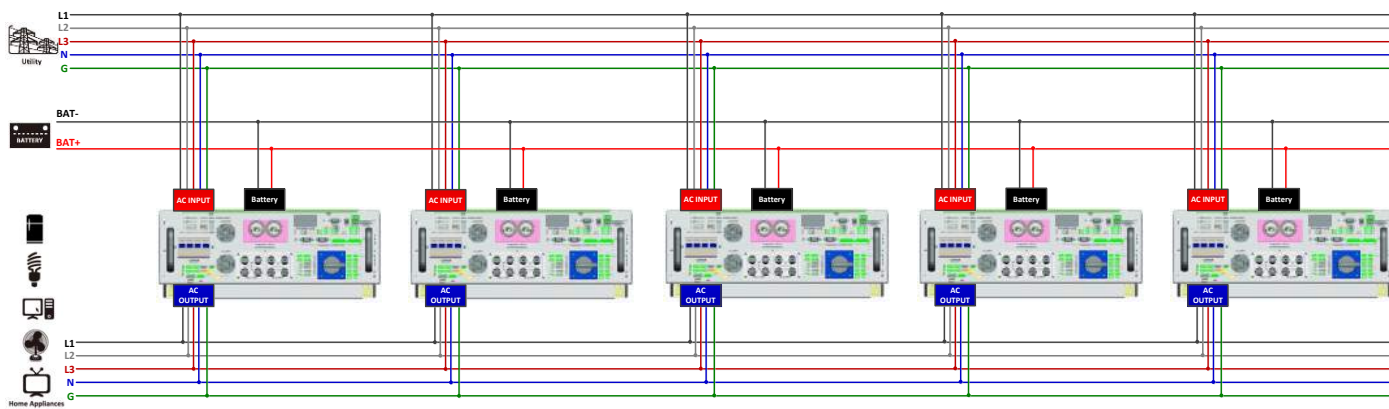 L1
L2
L3
N
G
Utility
BAT-
BATTERY
BAT+
AC INPUT
Battery
AC INPUT
Battery
AC INPUT
Battery
AC INPUT
Battery
AC INPUT
Battery
AC
OUTPUT
AC
OUTPUT
AC
OUTPUT
AC
OUTPUT
AC
OUTPUT
L1
L2
L3
N
G
Home Appliances